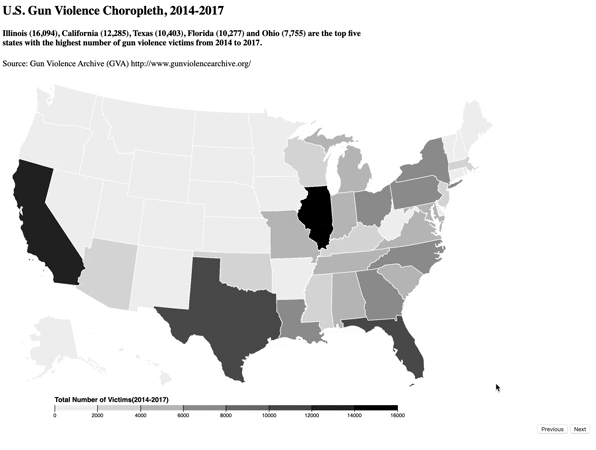 U.S. Gun Violence Choropleth, 2014-2017
Illinois (16,094), California (12,285), Texas (10,403), Florida (10,277) and Ohio (7,755) are the top five
states with the highest number of gun violence victims from 2014 to 2017.
Source: Gun Violence Archive (GVA) http://www.gunviolencearchive.org/
Total Number of Victims(2014-2017)
0 2000 4000 6000 8000 10000 12000 14000 16000
Previous Next